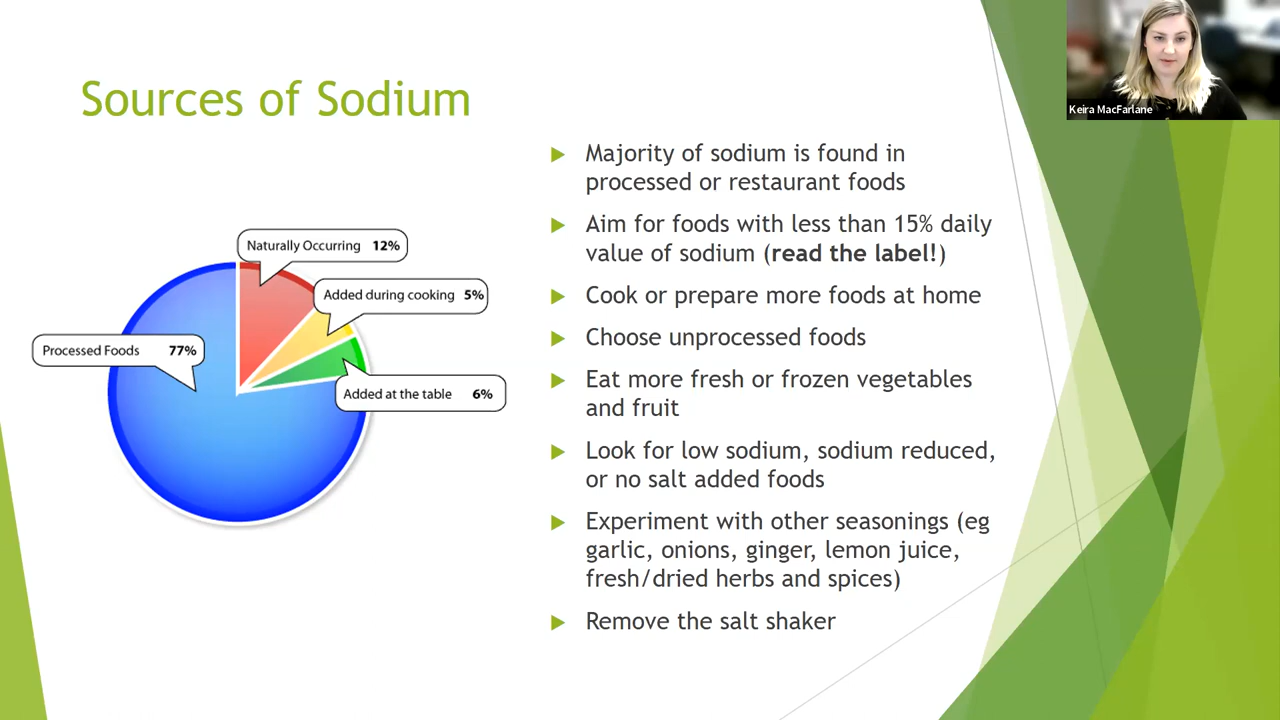 Sources of Sodium
Keira MacFarlane
Naturally Occurring 12%
Added during cooking 5%
Processed Foods 77%
Added at the table 6%
Majority of sodium is found in
processed or restaurant foods
Aim for foods with less than 15% daily
value of sodium (read the label!)
Cook or prepare more foods at home
Choose unprocessed foods
Eat more fresh or frozen vegetables
and fruit
Look for low sodium, sodium reduced,
or no salt added foods
Experiment with other seasonings (eg
garlic, onions, ginger, lemon juice,
fresh/dried herbs and spices)
Remove the salt shaker